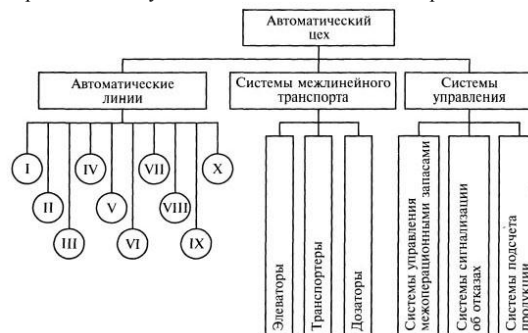 Автоматический
цех
Автоматические
линии
Системы межлинейного
транспорта
Системы
управления
I
II
III
IV
V
VI
VII
VIII
IX
X
Элеваторы
Транспортеры
Дозаторы
Системы управления
межоперационными запасами
Системы сигнализации
об отказах
Системы подсчета
продукции